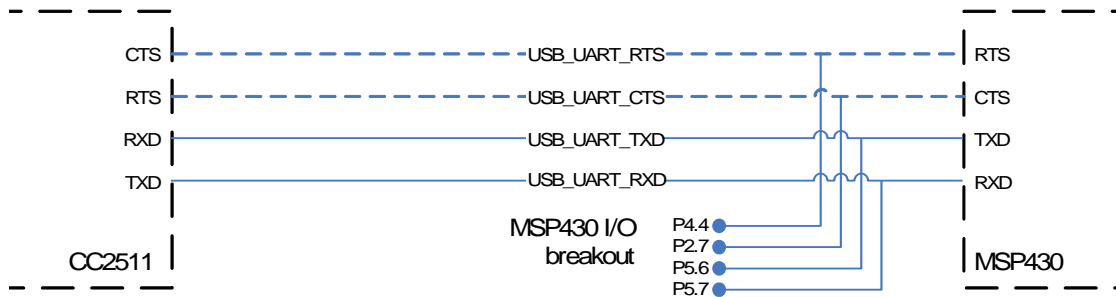 CTS USB_UART_RTS RTS
RTS USB_UART_CTS CTS
RXD USB_UART_TXD TXD
TXD USB_UART_RXD RXD
MSP430 I/O
breakout
P4.4
P2.7
P5.6
P5.7
CC2511
MSP430